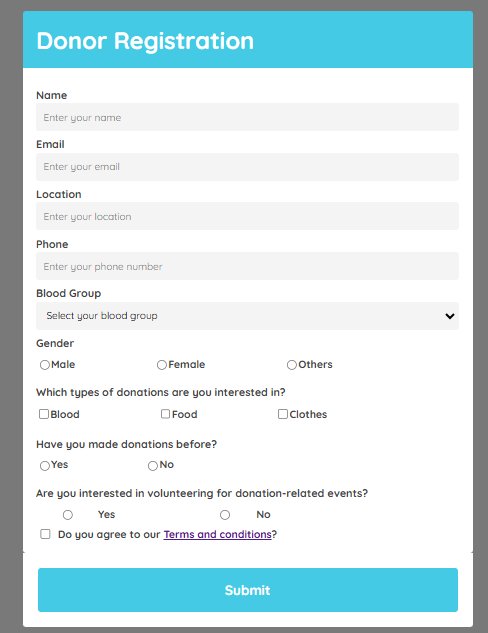 Donor Registration
Name
Enter your name
Email
Enter your email
Location
Enter your location
Phone
Enter your phone number
Blood Group
Select your blood group
Gender
Male Female Others
Which types of donations are you interested in?
Blood Food Clothes
Have you made donations before?
Yes No
Are you interested in volunteering for donation-related events?
Yes No
Do you agree to our Terms and conditions?
Submit